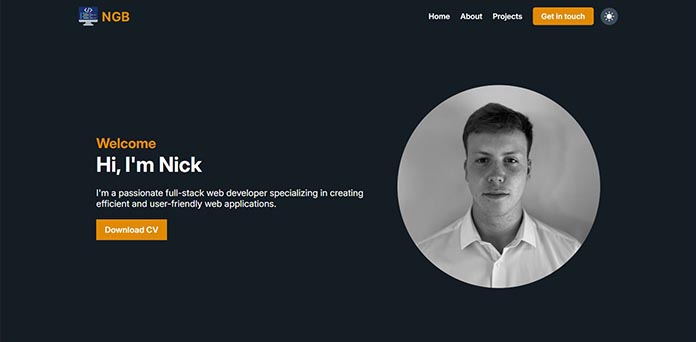 NGB
Home About Projects Get in touch
Welcome
Hi, I'm Nick
I'm a passionate full-stack web developer specializing in creating
efficient and user-friendly web applications.
Download CV